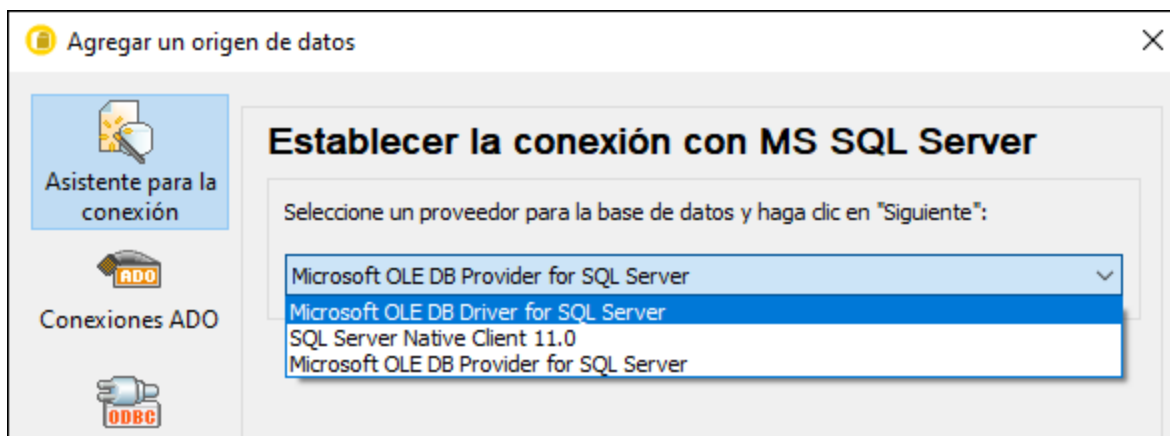 Agregar un origen de datos
Asistente para la
conexión
Conexiones ADO
ADO
ODBC
Establecer la conexión con MS SQL Server
Seleccione un proveedor para la base de datos y haga clic en "Siguiente":
Microsoft OLE DB Provider for SQL Server
Microsoft OLE DB Driver for SQL Server
SQL Server Native Client 11.0
Microsoft OLE DB Provider for SQL Server